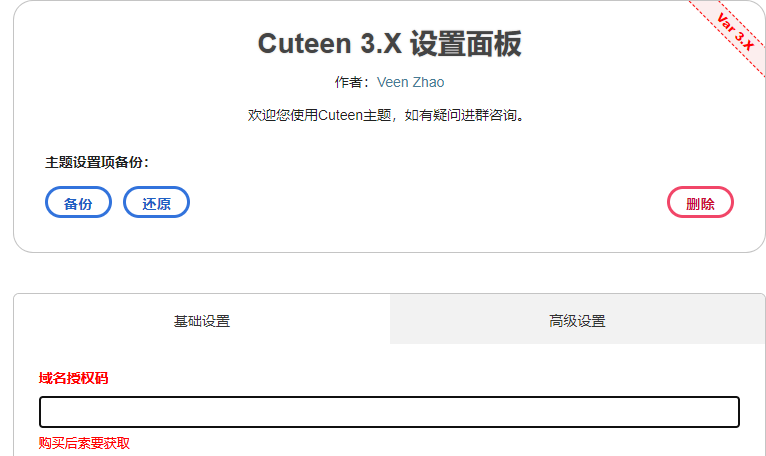 Cuteen 3.X 设置面板
Var 3.X
作者：Veen Zhao
欢迎您使用Cuteen主题，如有疑问进群咨询。
主题设置项备份：
备份 还原 删除
基础设置 高级设置
域名授权码
购买后索要获取